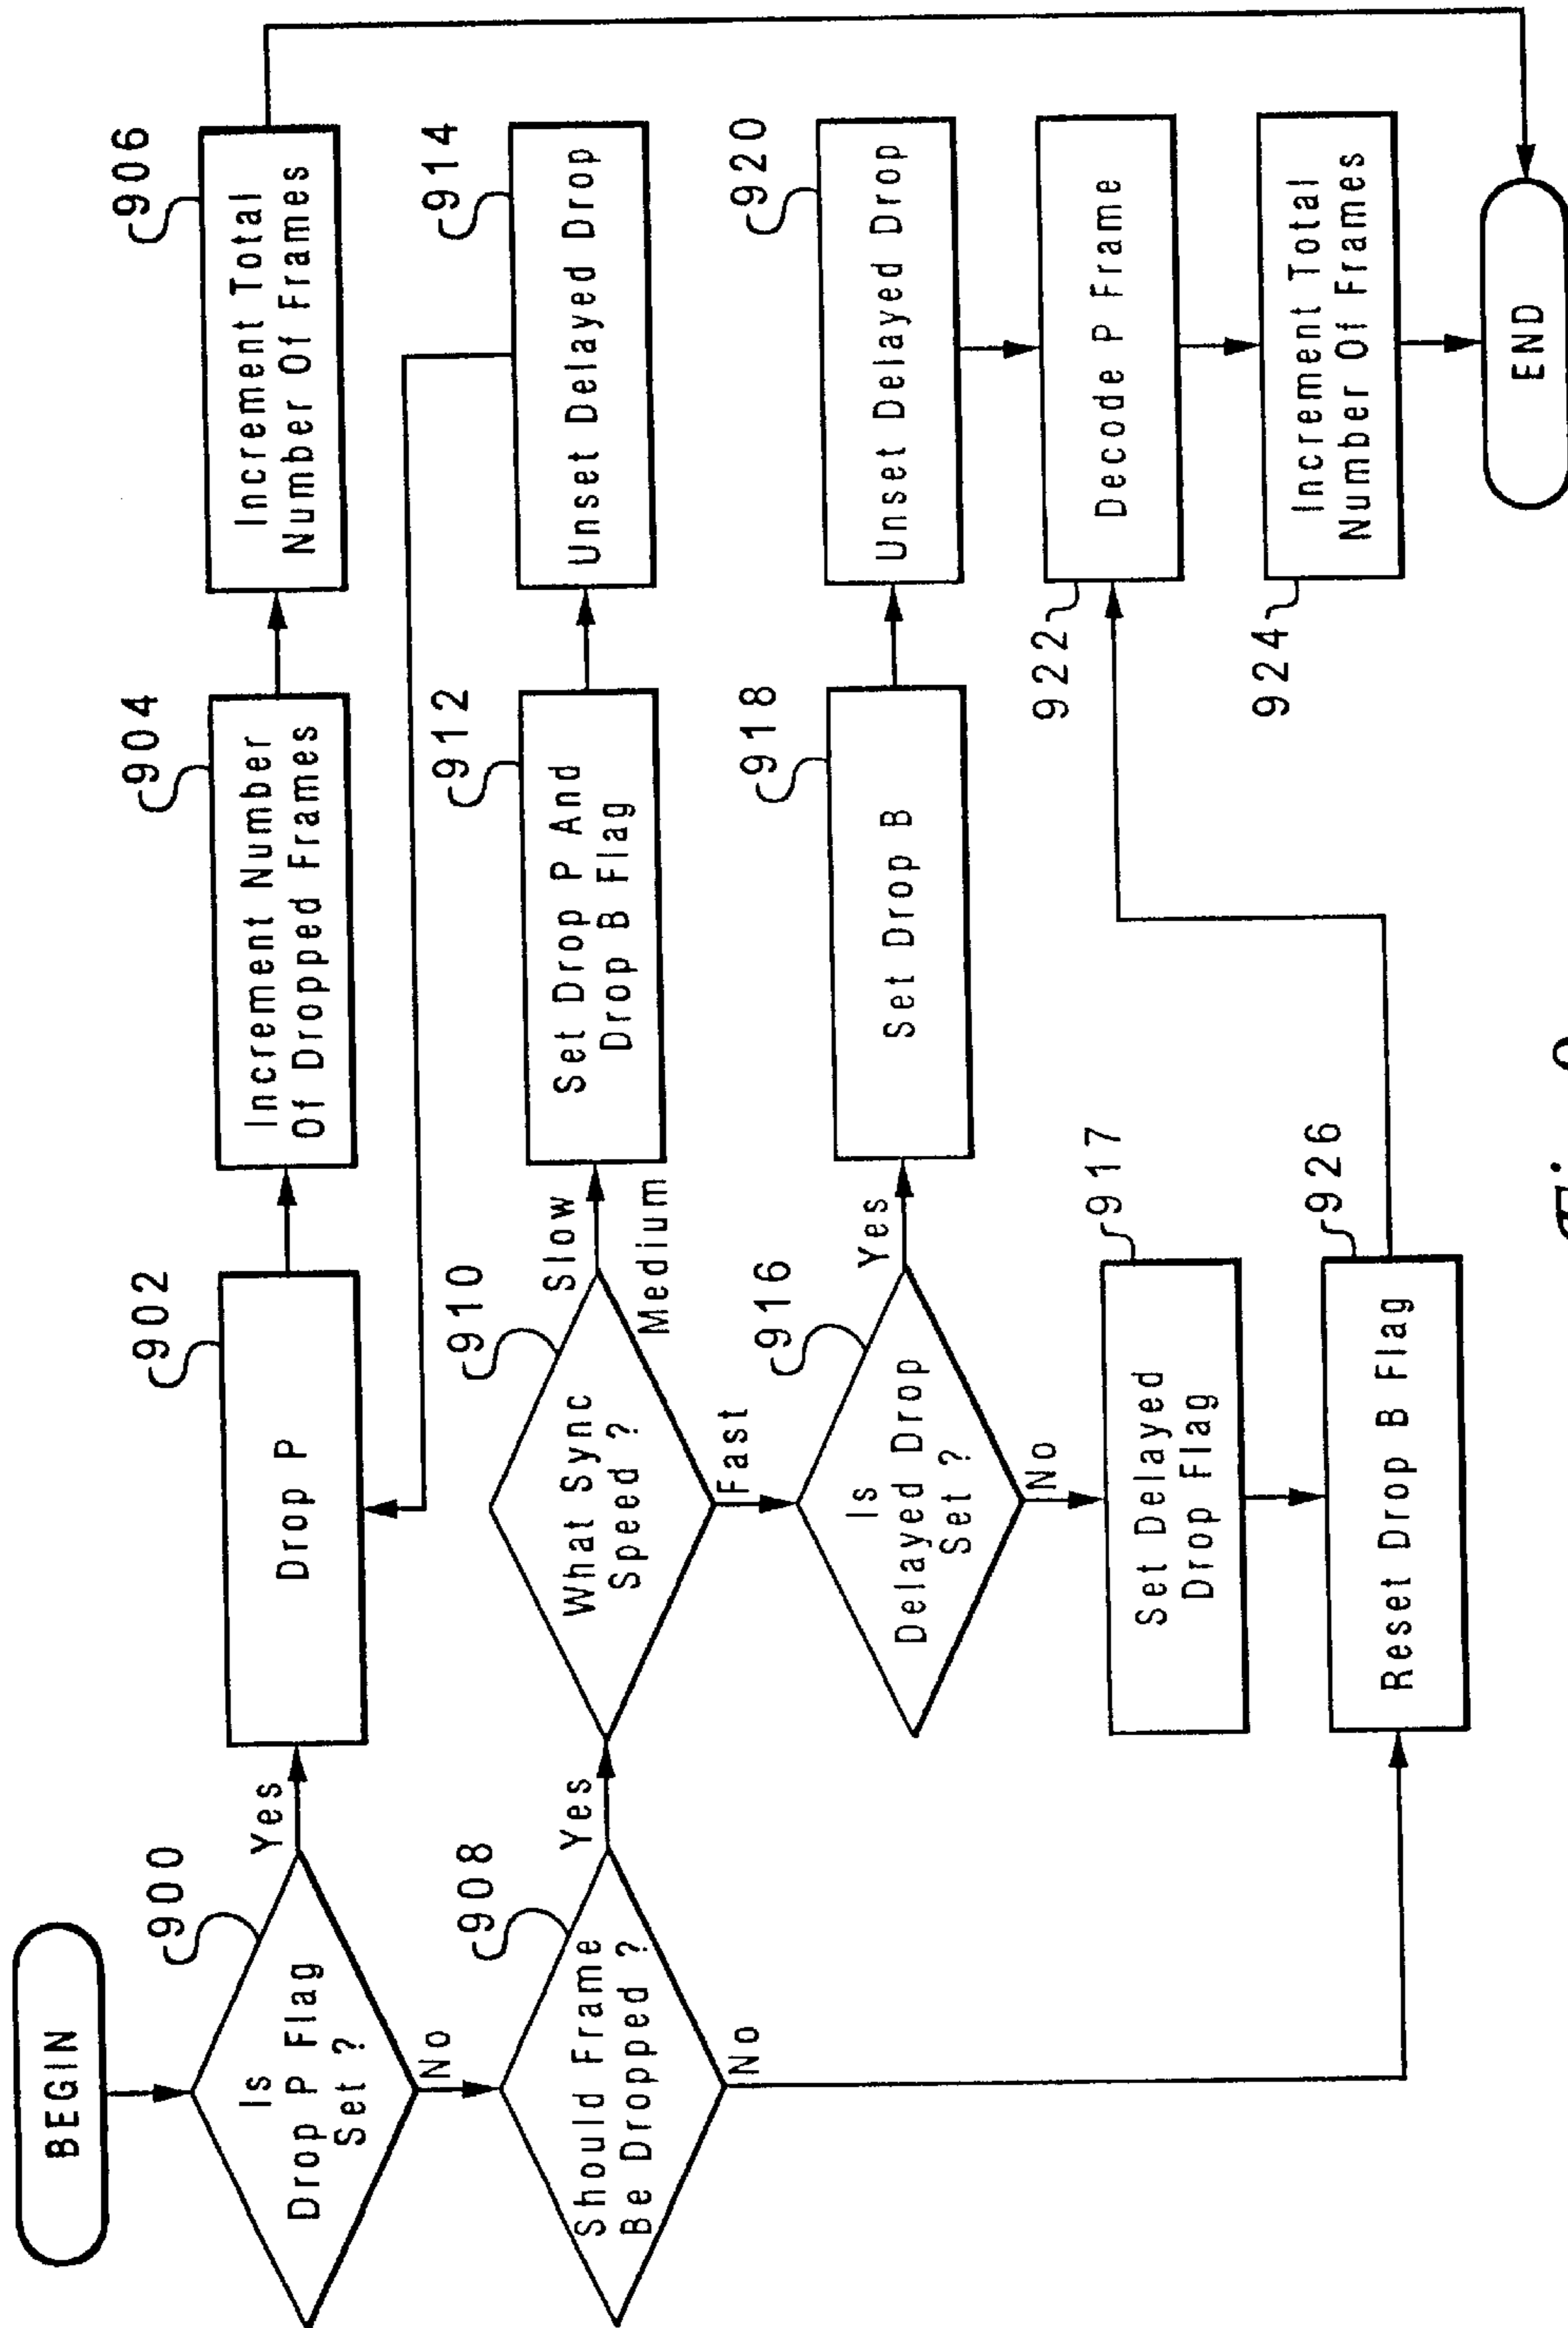 BEGIN
900
Is
Drop P Flag
Set ?
Yes
No
902
Drop P
904
Increment Number
Of Dropped Frames
906
Increment Total
Number Of Frames
908
Should Frame
Be Dropped ?
Yes
No
910
What Sync
Speed ?
Slow
Medium
Fast
912
Set Drop P And
Drop B Flag
914
Unset Delayed Drop
916
Is
Delayed Drop
Set ?
Yes
No
918
Set Drop B
920
Unset Delayed Drop
917
Set Delayed
Drop Flag
922
Decode P Frame
926
Reset Drop B Flag
924
Increment Total
Number Of Frames
END